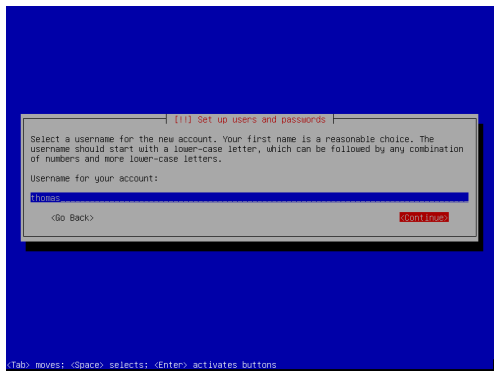 [!!] Set up users and passwords
Select a username for the new account. Your first name is a reasonable choice. The
username should start with a lower-case letter, which can be followed by any combination
of numbers and more lower-case letters.
Username for your account:
thomas
<Go Back> <Continue>
<Tab> moves; <Space> selects; <Enter> activates buttons